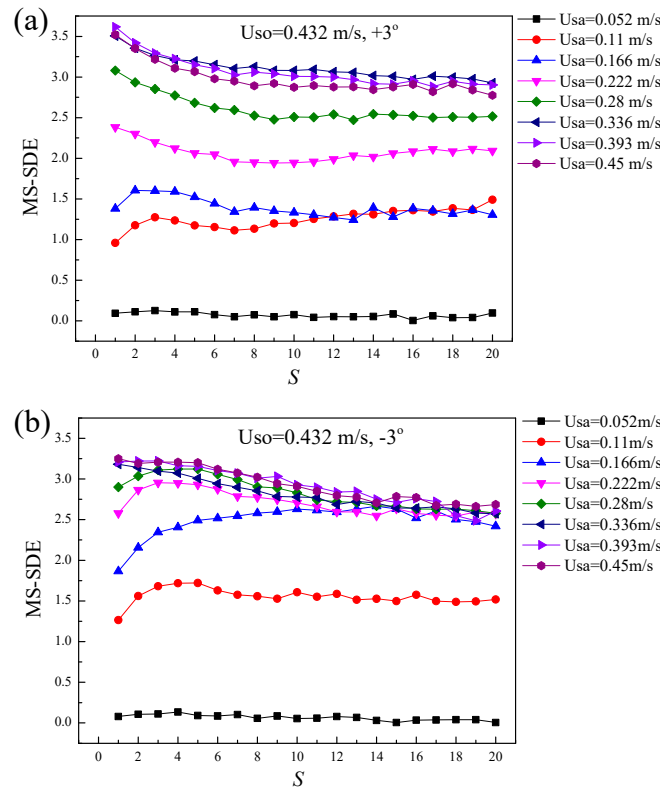 (a)
Uso=0.432 m/s, +3°
MS-SDE
3.5
3.0
2.5
2.0
1.5
1.0
0.5
0.0
0 2 4 6 8 10 12 14 16 18 20
S
Usa=0.052 m/s
Usa=0.11 m/s
Usa=0.166 m/s
Usa=0.222 m/s
Usa=0.28 m/s
Usa=0.336 m/s
Usa=0.393 m/s
Usa=0.45 m/s
(b)
Uso=0.432 m/s, -3°
MS-SDE
3.5
3.0
2.5
2.0
1.5
1.0
0.5
0.0
0 2 4 6 8 10 12 14 16 18 20
S
Usa=0.052m/s
Usa=0.11m/s
Usa=0.166m/s
Usa=0.222m/s
Usa=0.28m/s
Usa=0.336m/s
Usa=0.393m/s
Usa=0.45m/s